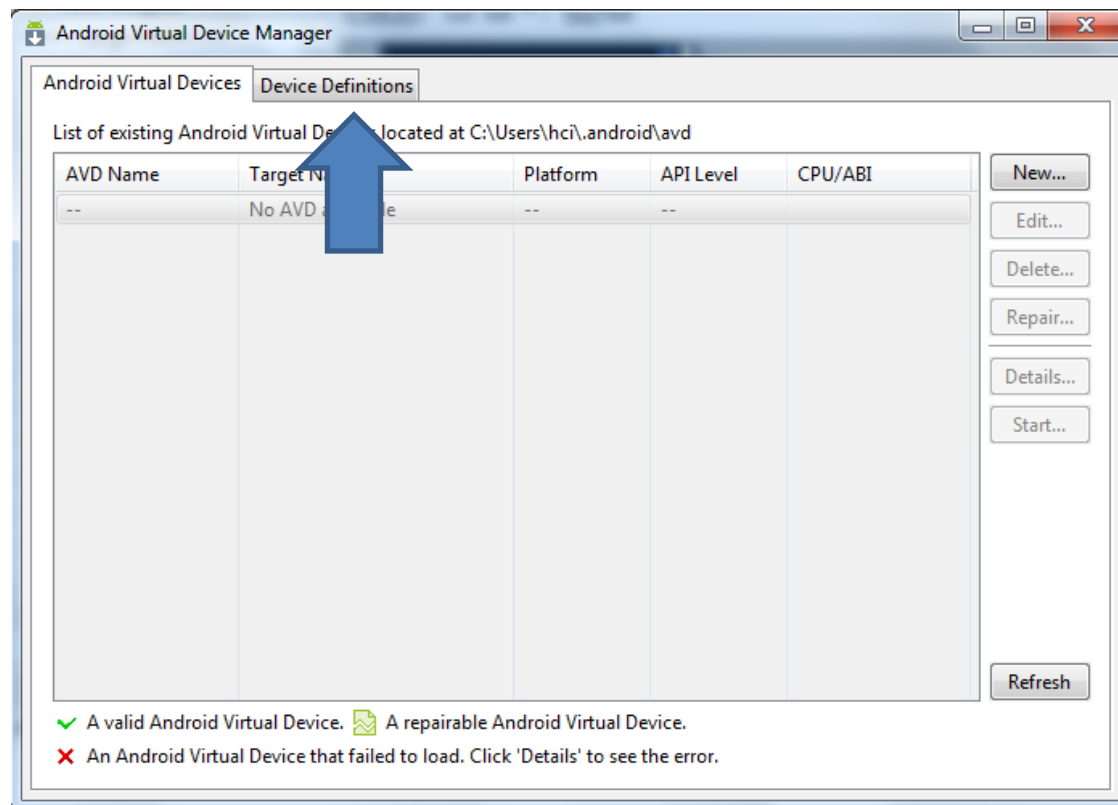 Android Virtual Device Manager
Android Virtual Devices Device Definitions
List of existing Android Virtual located at C:\Users\hci\.android\avd
AVD Name Target Platform API Level CPU/ABI
-- No AVD -- --
New...
Edit...
Delete...
Repair...
Details...
Start...
Refresh
A valid Android Virtual Device. A repairable Android Virtual Device.
An Android Virtual Device that failed to load. Click 'Details' to see the error.